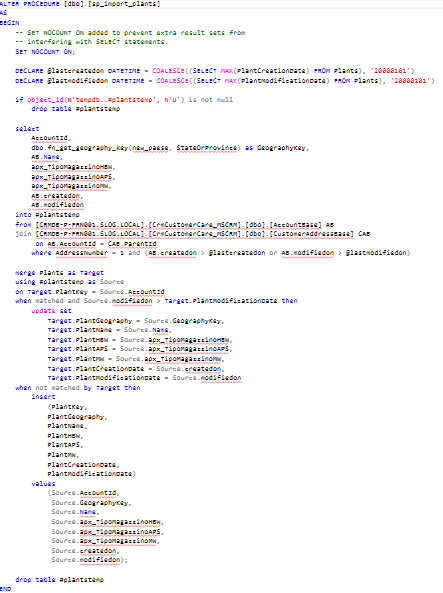 ALTER PROCEDURE [dbo].[sp_import_plants]
AS
BEGIN
-- SET NOCOUNT ON added to prevent extra result sets from
-- interfering with SELECT statements.
SET NOCOUNT ON;
DECLARE @lastcreatedon DATETIME = COALESCE((SELECT MAX(PlantCreationDate) FROM Plants), '20000101')
DECLARE @lastmodifiedon DATETIME = COALESCE((SELECT MAX(PlantModificationDate) FROM Plants), '20000101')
if object_id(N'tempdb..#plantstemp', N'U') is not null
drop table #plantstemp
select
AccountId,
dbo.fn_get_geography_key(new_paese, StateOrProvince) as GeographyKey,
AB.Name,
apx_TipoMagazzinoHBW,
apx_TipoMagazzinoAPS,
apx_TipoMagazzinoMW,
AB.createdon,
AB.modifiedon
into #plantstemp
from [CRMDB-P-FRN001.SLOG.LOCAL].[CrmCustomerCare_MSCRM].[dbo].[AccountBase] AB
join [CRMDB-P-FRN001.SLOG.LOCAL].[CrmCustomerCare_MSCRM].[dbo].[CustomerAddressBase] CAB
on AB.AccountId = CAB.ParentId
where AddressNumber = 1 and (AB.createdon > @lastcreatedon or AB.modifiedon > @lastmodifiedon)
merge Plants as Target
using #plantstemp as Source
on Target.PlantKey = Source.AccountId
when matched and Source.modifiedon > Target.PlantModificationDate then
update set
Target.PlantGeography = Source.GeographyKey,
Target.PlantName = Source.Name,
Target.PlantHBW = Source.apx_TipoMagazzinoHBW,
Target.PlantAPS = Source.apx_TipoMagazzinoAPS,
Target.PlantMW = Source.apx_TipoMagazzinoMW,
Target.PlantCreationDate = Source.createdon,
Target.PlantModificationDate = Source.modifiedon
when not matched by Target then
insert
(PlantKey,
PlantGeography,
PlantName,
PlantHBW,
PlantAPS,
PlantMW,
PlantCreationDate,
PlantModificationDate)
values
(Source.AccountId,
Source.GeographyKey,
Source.Name,
Source.apx_TipoMagazzinoHBW,
Source.apx_TipoMagazzinoAPS,
Source.apx_TipoMagazzinoMW,
Source.createdon,
Source.modifiedon);
drop table #plantstemp
END